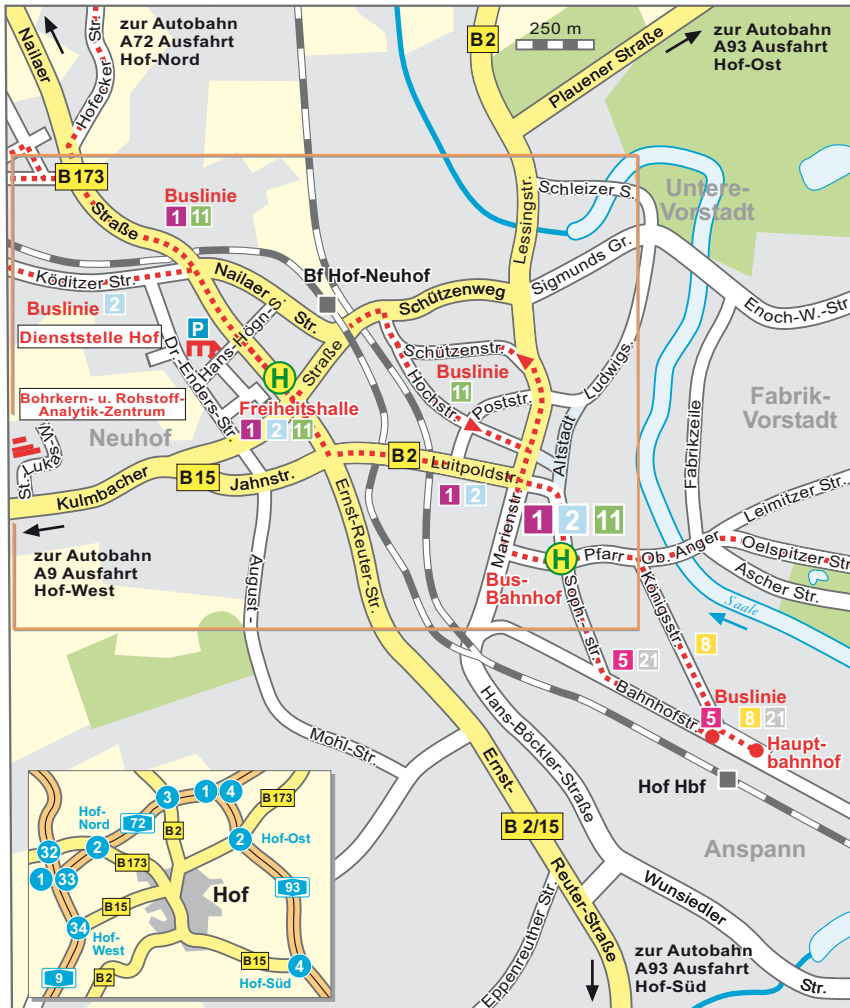 zur Autobahn
A72 Ausfahrt
Hof-Nord
Nailaer
Hofecker Str.
B2
250 m
Plauener Straße
zur Autobahn
A93 Ausfahrt
Hof-Ost
B 173
Straße
Buslinie
1 11
Lessingstr.
Schleizer S.
Untere-
Vorstadt
Köditzer Str.
Nailaer Str.
Bf Hof-Neuhof
Schützenweg
Sigmunds Gr.
Enoch-W.-Str.
Buslinie 2
P
Dienststelle Hof
Hans-Högn-S.
Dr.-Enders-Str.
H
Straße
Schützenstr.
Buslinie
11
Hochstr.
Poststr.
Ludwigs.
Altstadt
Bohrkern- u. Rohstoff-
Analytik-Zentrum
Freiheitshalle
1 2 11
Neuhof
St.-Lukas-Wi.
Fabrik-
Vorstadt
Fabrikzeile
B2
Luitpoldstr.
1 2
B15
Jahnstr.
Kulmbacher
Ernst-Reuter-Str.
Marienstr.
1 2 11
Leimitzer Str.
H
Pfarr
Ob. Anger
Oelspitzer Str.
Ascher Str.
zur Autobahn
A9 Ausfahrt
Hof-West
August-
Bus-
Bahnhof
Soph.-str.
Königsstr.
Saale
5 21
8
Bahnhofstr.
Buslinie
5 8 21
Haupt-
bahnhof
Mohl-Str.
Hans-Böckler-Straße
Hof Hbf
Ernst-
B 2/15
Reuter-Straße
Anspann
Wunsiedler
Str.
Eppenreuther Str.
zur Autobahn
A93 Ausfahrt
Hof-Süd
3
1
4
B173
Hof-
Nord
72
B2
2
Hof-Ost
32
2
B173
1
33
Hof
93
B15
34
Hof-
West
B15
4
9
B2
Hof-Süd